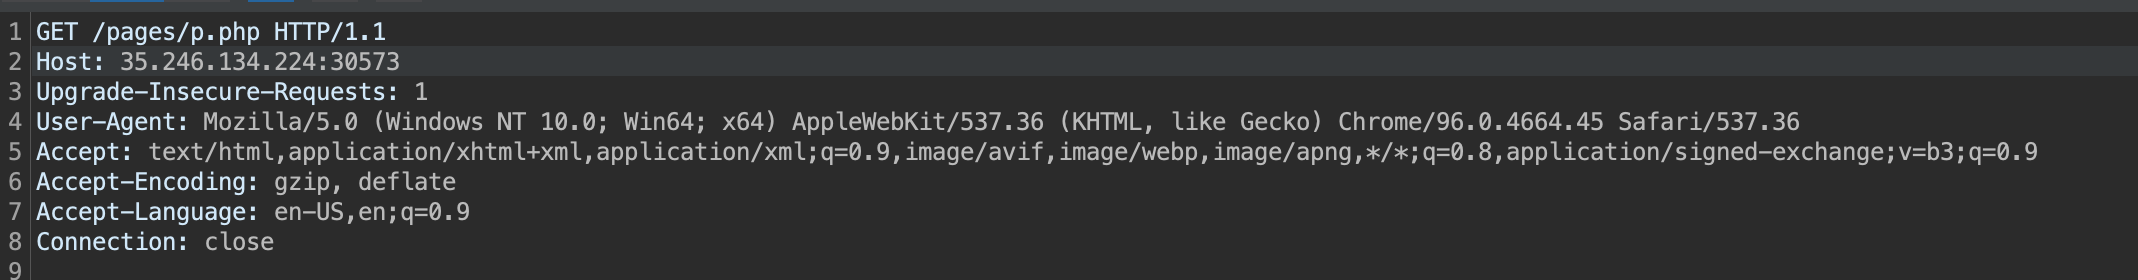 1 GET /pages/p.php HTTP/1.1
2 Host: 35.246.134.224:30573
3 Upgrade-Insecure-Requests: 1
4 User-Agent: Mozilla/5.0 (Windows NT 10.0; Win64; x64) AppleWebKit/537.36 (KHTML, like Gecko) Chrome/96.0.4664.45 Safari/537.36
5 Accept: text/html,application/xhtml+xml,application/xml;q=0.9,image/avif,image/webp,image/apng,*/*;q=0.8,application/signed-exchange;v=b3;q=0.9
6 Accept-Encoding: gzip, deflate
7 Accept-Language: en-US,en;q=0.9
8 Connection: close
9